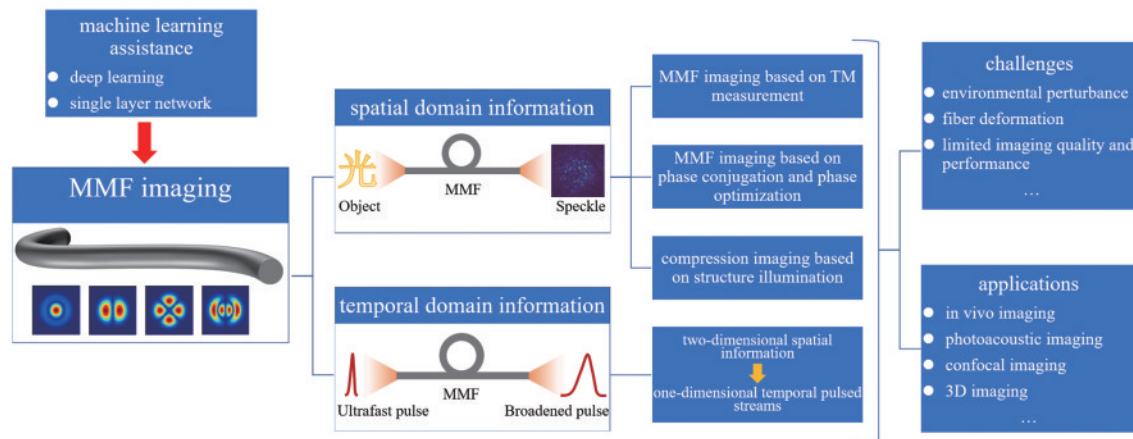 machine learning
assistance
deep learning
single layer network
MMF imaging
spatial domain information
光
MMF
Object
Speckle
temporal domain information
MMF
Ultrafast pulse
Broadened pulse
MMF imaging based on TM
measurement
MMF imaging based on
phase conjugation and phase
optimization
compression imaging based
on structure illumination
two-dimensional spatial
information
one-dimensional temporal pulsed
streams
challenges
environmental perturbance
fiber deformation
limited imaging quality and
performance
…
applications
in vivo imaging
photoacoustic imaging
confocal imaging
3D imaging
…